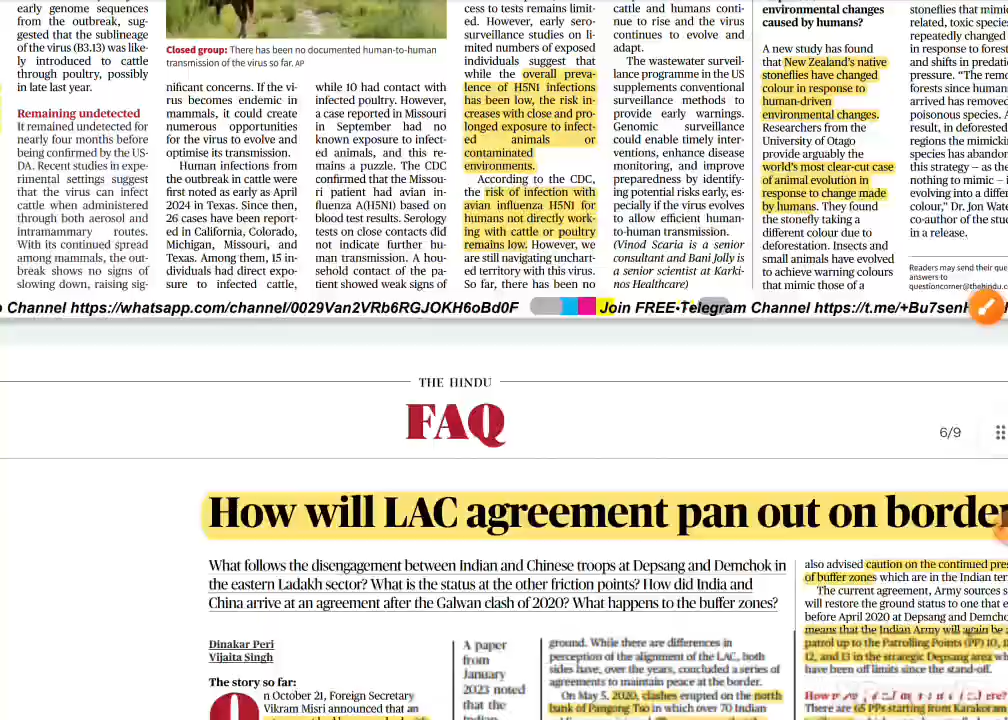 early genome sequences
from the outbreak, sug-
gested that the sublineage
of the virus (B3.13) was like-
ly introduced to cattle
through poultry, possibly
in late last year.
Remaining undetected
It remained undetected for
nearly four months before
being confirmed by the US-
DA. Recent studies in expe-
rimental settings suggest
that the virus can infect
cattle when administered
through both aerosol and
intramammary routes.
With its continued spread
among mammals, the out-
break shows no signs of
slowing down, raising sig-
Closed group: There has been no documented human-to-human
transmission of the virus so far. AP
nificant concerns. If the vi-
rus becomes endemic in
mammals, it could create
numerous opportunities
for the virus to evolve and
optimise its transmission.
Human infections from
the outbreak in cattle were
first noted as early as April
2024 in Texas. Since then,
26 cases have been report-
ed in California, Colorado,
Michigan, Missouri, and
Texas. Among them, 15 in-
dividuals had direct expo-
sure to infected cattle,
while 10 had contact with
infected poultry. However,
a case reported in Missouri
in September had no
known exposure to infect-
ed animals, and this re-
mains a puzzle. The CDC
confirmed that the Missou-
ri patient had avian in-
fluenza A(H5N1) based on
blood test results. Serology
tests on close contacts did
not indicate further hu-
man transmission. A hou-
sehold contact of the pa-
tient showed weak signs of
cess to tests remains limit-
ed. However, early sero-
surveillance studies on li-
mited numbers of exposed
individuals suggest that
while the overall preva-
lence of H5N1 infections
has been low, the risk in-
creases with close and pro-
longed exposure to infect-
ed animals or
contaminated
environments.
According to the CDC,
the risk of infection with
avian influenza H5N1 for
humans not directly work-
ing with cattle or poultry
remains low. However, we
are still navigating unchart-
ed territory with this virus.
So far, there has been no
cattle and humans conti-
nue to rise and the virus
continues to evolve and
adapt.
The wastewater surveil-
lance programme in the US
supplements conventional
surveillance methods to
provide early warnings.
Genomic surveillance
could enable timely inter-
ventions, enhance disease
monitoring, and improve
preparedness by identify-
ing potential risks early, es-
pecially if the virus evolves
to allow efficient human-
to-human transmission.
(Vinod Scaria is a senior
consultant and Bani Jolly is
a senior scientist at Karki-
nos Healthcare)
environmental changes
caused by humans?
A new study has found
that New Zealand's native
stoneflies have changed
colour in response to
human-driven
environmental changes.
Researchers from the
University of Otago
provide arguably the
world's most clear-cut case
of animal evolution in
response to change made
by humans. They found
the stonefly taking a
different colour due to
deforestation. Insects and
small animals have evolved
to achieve warning colours
that mimic those of a
stoneflies that mimi
related, toxic species
repeatedly changed
in response to forest
and shifts in predatio
pressure. "The remo
forests since humans
arrived has removed
poisonous species. A
result, in deforested
regions the mimickin
species has abandon
this strategy – as the
nothing to mimic – i
evolving into a differ
colour," Dr. Jon Wate
co-author of the stud
in a release.
Readers may send their que
answers to
questioncorner@thehindu.c
o Channel https://whatsapp.com/channel/0029Van2VRb6RGJOKH6oBd0F Join FREE Telegram Channel https://t.me/+Bu7senH
THE HINDU
FAQ
6/9
How will LAC agreement pan out on border
What follows the disengagement between Indian and Chinese troops at Depsang and Demchok in
the eastern Ladakh sector? What is the status at the other friction points? How did India and
China arrive at an agreement after the Galwan clash of 2020? What happens to the buffer zones?
Dinakar Peri
Vijaita Singh
The story so far:
On October 21, Foreign Secretary
Vikram Misri announced that an
A paper
from
January
2023 noted
that the
ground. While there are differences in
perception of the alignment of the LAC, both
sides have, over the years, concluded a series of
agreements to maintain peace at the border.
On May 5, 2020, clashes erupted on the north
bank of Pangong Tso in which over 70 Indian
also advised caution on the continued pres
of buffer zones which are in the Indian ter
The current agreement, Army sources s
will restore the ground status to one that e
before April 2020 at Depsang and Demcho
means that the Indian Army will again be a
patrol up to the Patrolling Points (PP) 10, 1
12, and 13 in the strategic Depsang area wh
have been off limits since the stand-off.
There are 65 PPs starting from Karakoram